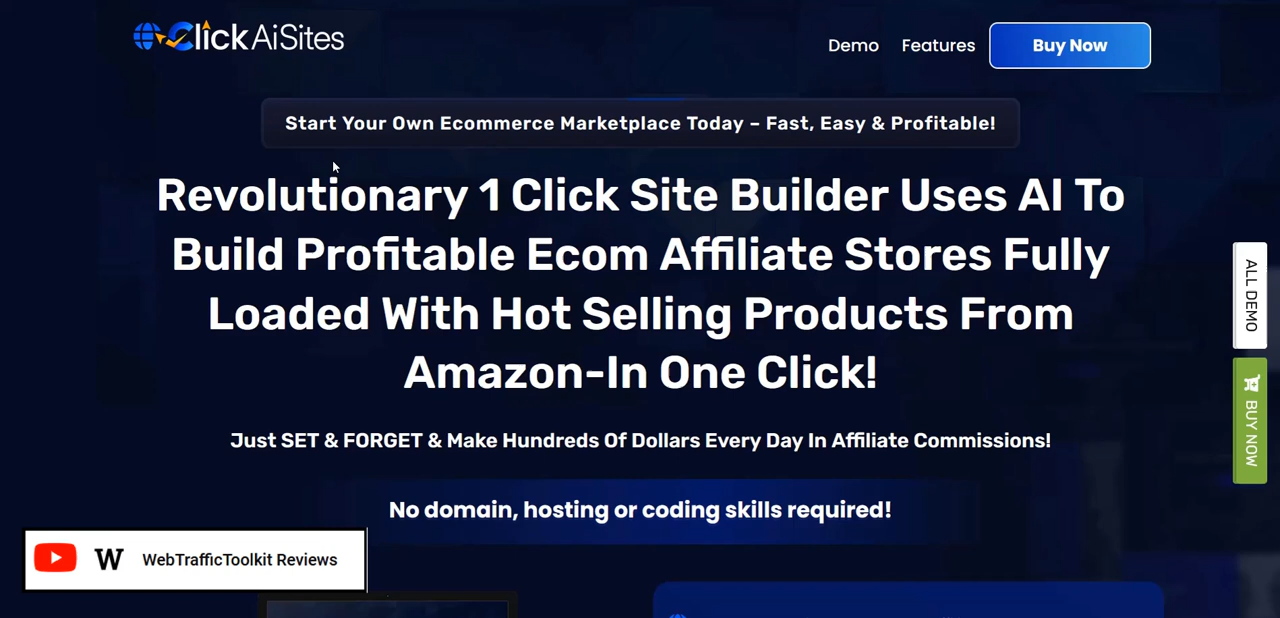 Click AiSites
Demo
Features
Buy Now
Start Your Own Ecommerce Marketplace Today – Fast, Easy & Profitable!
Revolutionary 1 Click Site Builder Uses AI To
Build Profitable Ecom Affiliate Stores Fully
Loaded With Hot Selling Products From
Amazon-In One Click!
ALL DEMO
BUY NOW
Just SET & FORGET & Make Hundreds Of Dollars Every Day In Affiliate Commissions!
No domain, hosting or coding skills required!
W WebTrafficToolkit Reviews